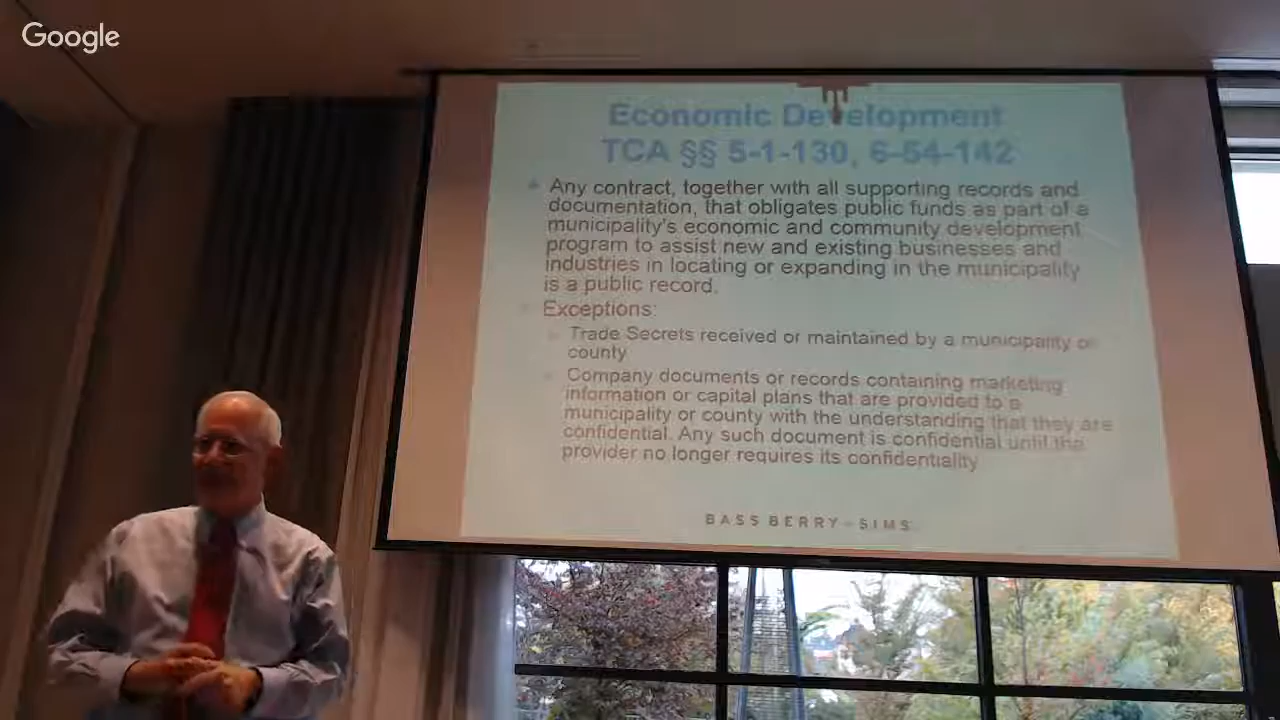 Google
Economic Development
TCA §§ 5-1-130, 6-54-142
Any contract, together with all supporting records and
documentation, that obligates public funds as part of a
municipality's economic and community development
program to assist new and existing businesses and
industries in locating or expanding in the municipality
is a public record.
Exceptions:
Trade Secrets received or maintained by a municipality or
county
Company documents or records containing marketing
information or capital plans that are provided to a
municipality or county with the understanding that they are
confidential. Any such document is confidential until the
provider no longer requires its confidentiality
BASS BERRY + SIMS